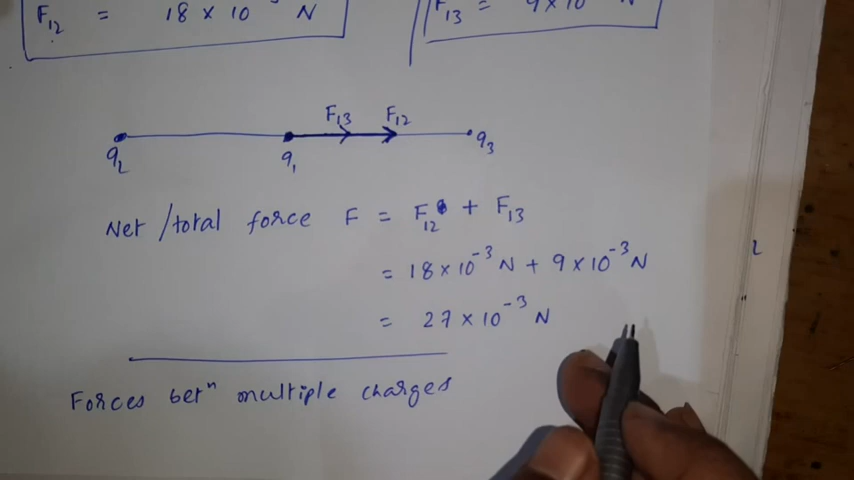 F₁₂ = 18 × 10 N
F₁₃ = 9×10 N
F₁₃ F₁₂
q₂ q₁ q₃
Net/total force F = F₁₂ + F₁₃
= 18×10⁻³ N + 9×10⁻³ N
= 27×10⁻³ N
Forces betⁿ multiple charges